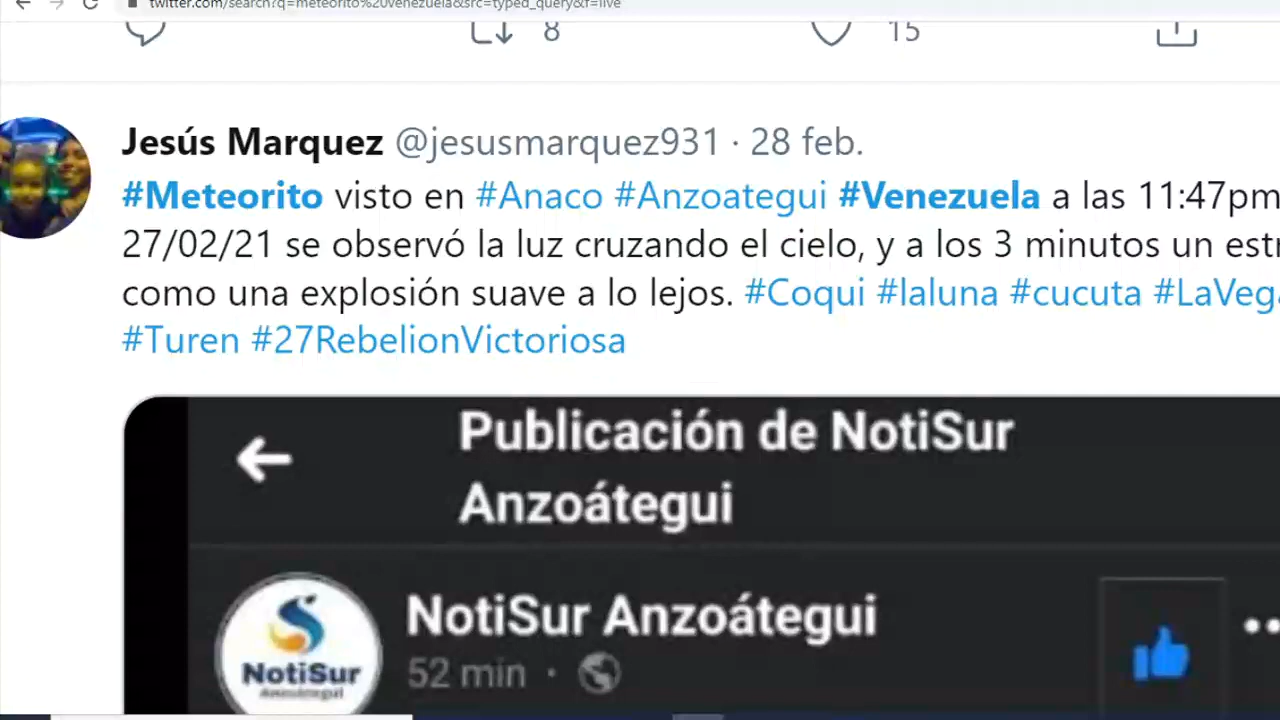 twitter.com/search?q=meteorito%20venezuela&src=typed_query&f=live
8 15
Jesús Marquez @jesusmarquez931 · 28 feb.
#Meteorito visto en #Anaco #Anzoategui #Venezuela a las 11:47pm
27/02/21 se observó la luz cruzando el cielo, y a los 3 minutos un
como una explosión suave a lo lejos. #Coqui #laluna #cucuta
#Turen #27RebelionVictoriosa
Publicación de NotiSur
Anzoátegui
NotiSur Anzoátegui
52 min ·
NotiSur
Anzoátegui